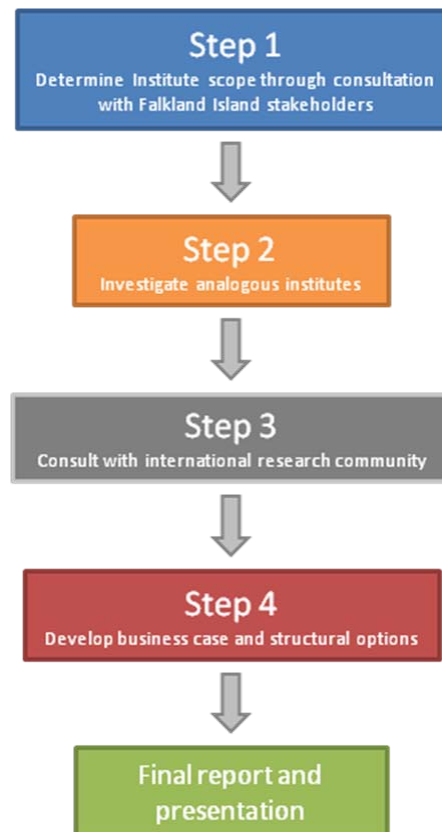 Step 1
Determine Institute scope through consultation
with Falkland Island stakeholders
Step 2
Investigate analogous institutes
Step 3
Consult with international research community
Step 4
Develop business case and structural options
Final report and
presentation